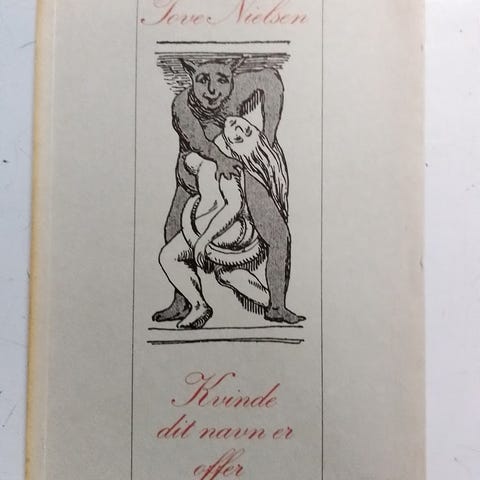 Tove Nielsen
Kvinde
dit navn er
offer